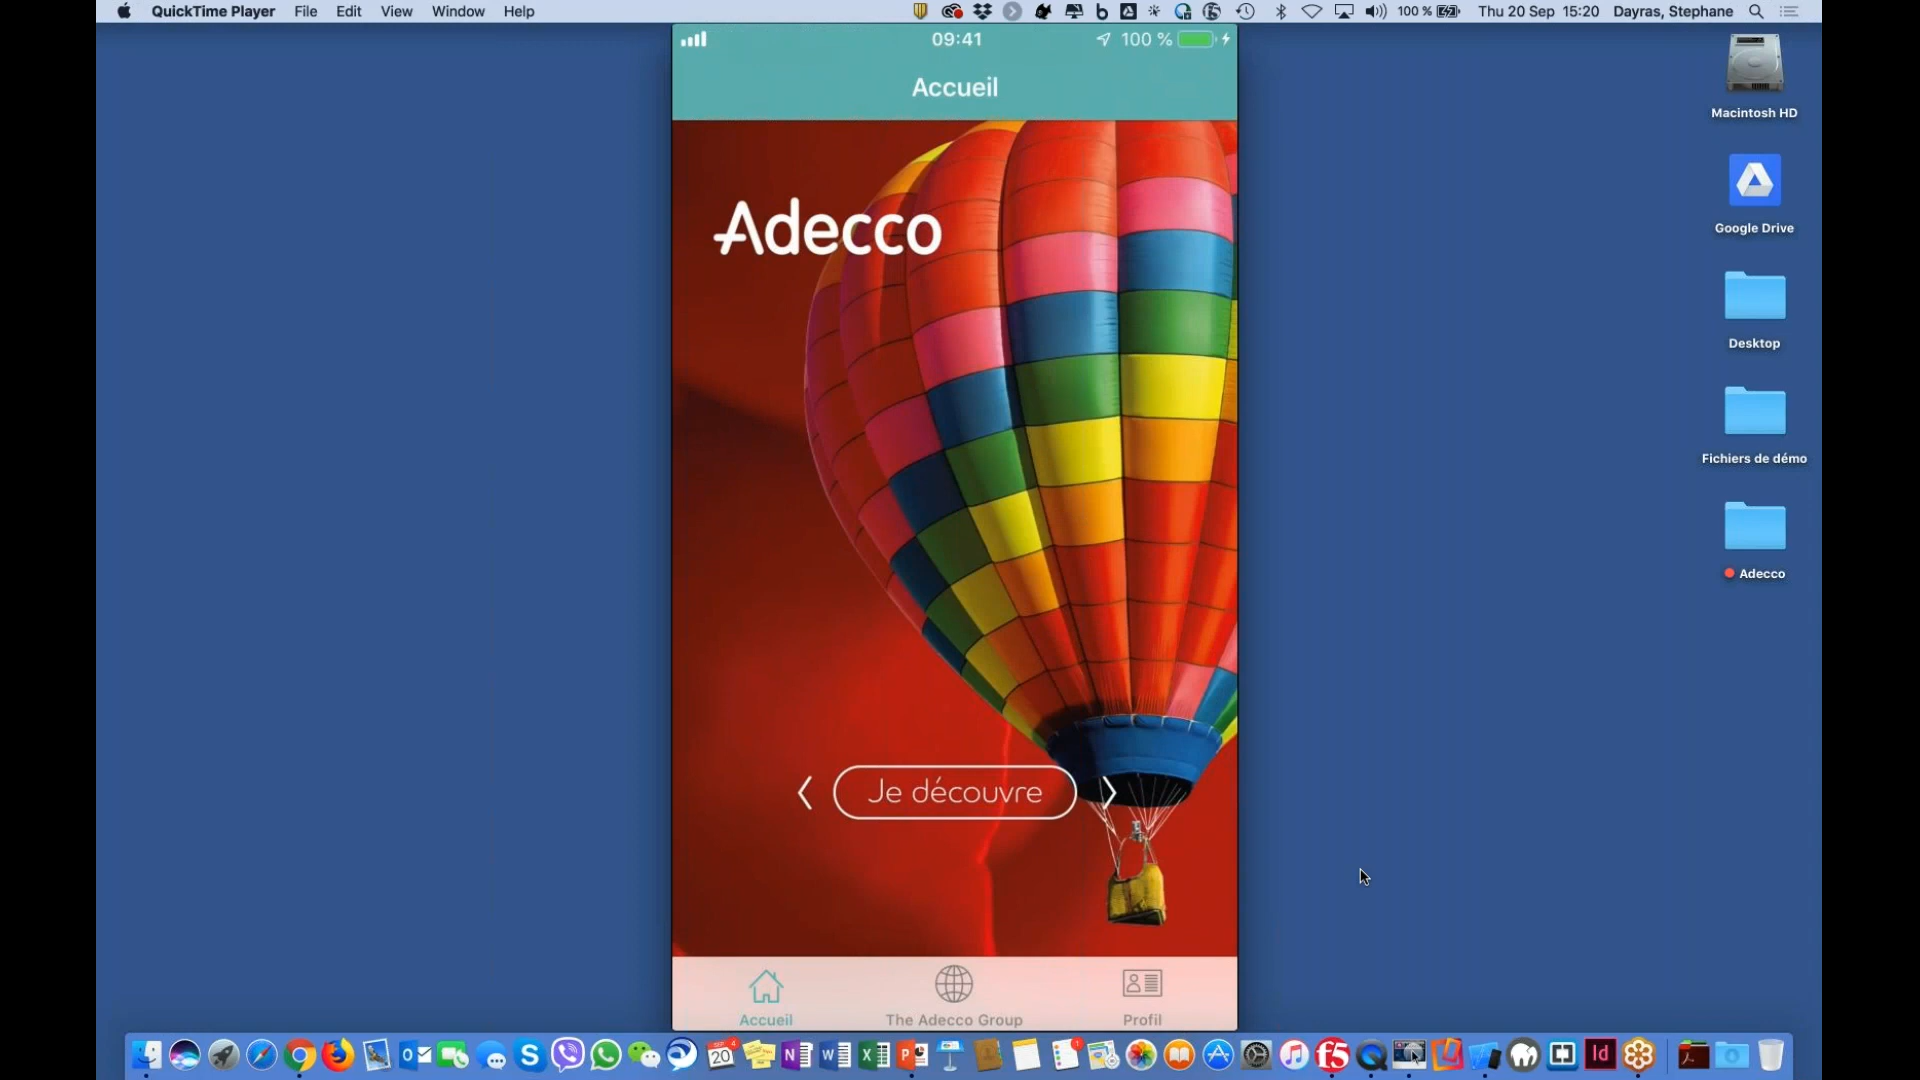 QuickTime Player File Edit View Window Help 100 % Thu 20 Sep 15:20 Dayras, Stephane
09:41 100 %
Accueil
Adecco
Je découvre
Accueil The Adecco Group Profil
Macintosh HD
Google Drive
Desktop
Fichiers de démo
Adecco